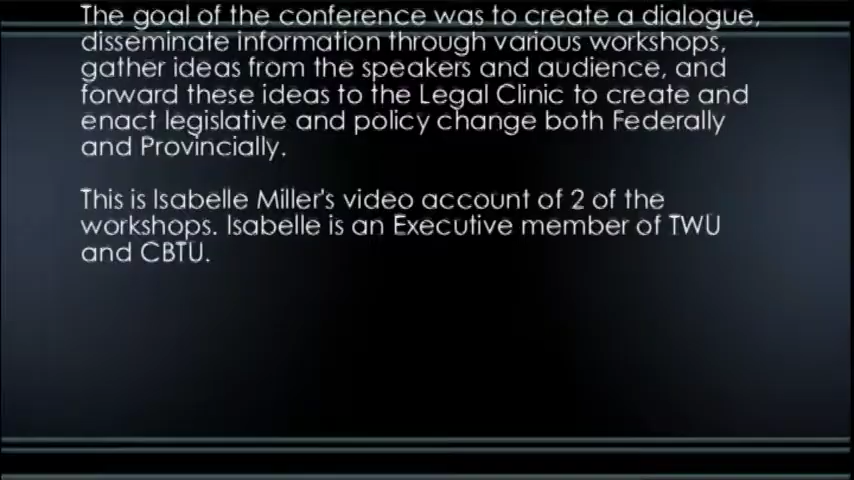 The goal of the conference was to create a dialogue,
disseminate information through various workshops,
gather ideas from the speakers and audience, and
forward these ideas to the Legal Clinic to create and
enact legislative and policy change both Federally
and Provincially.
This is Isabelle Miller's video account of 2 of the
workshops. Isabelle is an Executive member of TWU
and CBTU.